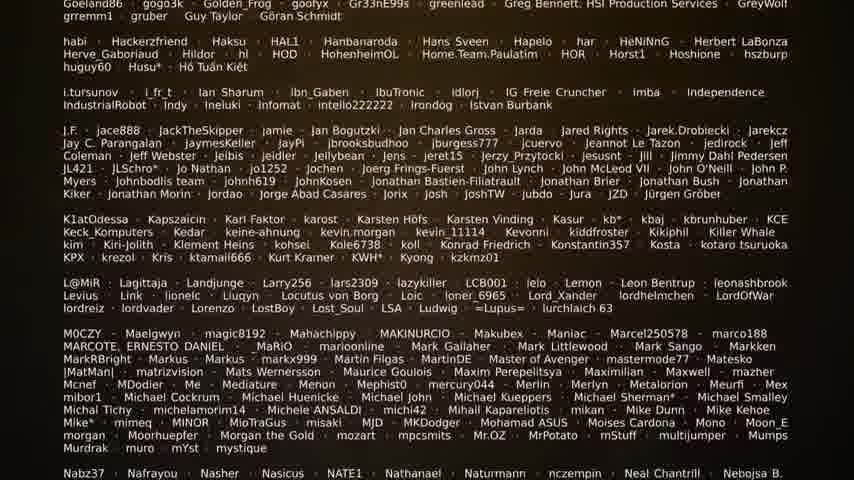 Goeland86 · gogo3k · Golden_Frog · goofyx · Gr33nE99s · greenlead · Greg Bennett. HSI Production Services · GreyWolf
grremm1 · gruber · Guy Taylor · Göran Schmidt
habi · Hackerfriend · Haksu · HAL1 · Hanbanaroda · Hans Sveen · Hapelo · har · HeNiNnG · Herbert LaBonza
Herve_Gaboriaud · Hildor · hl · HOD · HohenheimOL · Home.Team.Paulatim · HOR · Horst1 · Hoshione · hszburp
huguy60 · Husu* · Hồ Tuấn Kiệt
i.tursunov · i_fr_t · Ian Sharum · ibn_Gaben · IbuTronic · idlorj · IG Freie Cruncher · imba · Independence
IndustrialRobot · Indy · Ineluki · Infomat · intello222222 · Irondog · Istvan Burbank
J.F. · jace888 · JackTheSkipper · jamie · Jan Bogutzki · Jan Charles Gross · Jarda · Jared Rights · Jarek.Drobiecki · Jarekcz
Jay C. Parangalan · JaymesKeller · JayPi · jbrooksbudhoo · jburgess777 · jcuervo · Jeannot Le Tazon · jedirock · Jeff
Coleman · Jeff Webster · Jeibis · jeidler · Jellybean · Jens · jeret15 · Jerzy_Przytocki · jesusnt · Jill · Jimmy Dahl Pedersen
JL421 · JLSchro* · Jo Nathan · jo1252 · Jochen · Joerg Frings-Fuerst · John Lynch · John McLeod VII · John O'Neill · John P.
Myers · Johnbodlis team · johnh619 · JohnKosen · Jonathan Bastien-Filiatrault · Jonathan Brier · Jonathan Bush · Jonathan
Kiker · Jonathan Morin · Jordao · Jorge Abad Casares · Jorix · Josh · JoshTW · jubdo · Jura · JZD · Jürgen Gröber
K1atOdessa · Kapszaicin · Karl Faktor · karost · Karsten Höfs · Karsten Vinding · Kasur · kb* · kbaj · kbrunhuber · KCE
Keck_Komputers · Kedar · keine-ahnung · kevin.morgan · kevin_11114 · Kevonni · kiddfroster · Kikiphil · Killer Whale
kim · Kiri-Jolith · Klement Heins · kohsei · Kole6738 · koll · Konrad Friedrich · Konstantin357 · Kosta · kotaro tsuruoka
KPX · krezol · Kris · ktamail666 · Kurt Kramer · KWH* · Kyong · kzkmz01
L@MiR · Lagittaja · Landjunge · Larry256 · lars2309 · lazykiller · LCB001 · lelo · Lemon · Leon Bentrup · leonashbrook
Levius · Link · lionelc · Liuqyn · Locutus von Borg · Loic · loner_6965 · Lord_Xander · lordhelmchen · LordOfWar
lordreiz · lordvader · Lorenzo · LostBoy · Lost_Soul · LSA · Ludwig · =Lupus= · lurchlaich 63
M0CZY · Maelgwyn · magic8192 · Mahachippy · MAKINURCIO · Makubex · Maniac · Marcel250578 · marco188
MARCOTE, ERNESTO DANIEL · _MaRiO · marioonline · Mark Gallaher · Mark Littlewood · Mark Sango · Markken
MarkRBright · Markus · Markus · markx999 · Martin Filgas · MartinDE · Master of Avenger · mastermode77 · Matesko
|MatMan| · matrizvision · Mats Wernersson · Maurice Goulois · Maxim Perepelitsya · Maximilian · Maxwell · mazher
Mcnef · MDodier · Me · Mediature · Menon · Mephist0 · mercury044 · Merlin · Merlyn · Metalorion · Meurfi · Mex
mibor1 · Michael Cockrum · Michael Huenicke · Michael John · Michael Kueppers · Michael Sherman* · Michael Smalley
Michal Tichy · michelamorim14 · Michele ANSALDI · michi42 · Mihail Kapareliotis · mikan · Mike Dunn · Mike Kehoe
Mike* · mimeq · MINOR · MioTraGus · misaki · MJD · MKDodger · Mohamad ASUS · Moises Cardona · Mono · Moon_E
morgan · Moorhuepfer · Morgan the Gold · mozart · mpcsmits · Mr.OZ · MrPotato · mStuff · multijumper · Mumps
Murdrak · muro · mYst · mystique
Nabz37 · Nafrayou · Nasher · Nasicus · NATE1 · Nathanael · Naturmann · nczempin · Neal Chantrill · Nebojsa B.